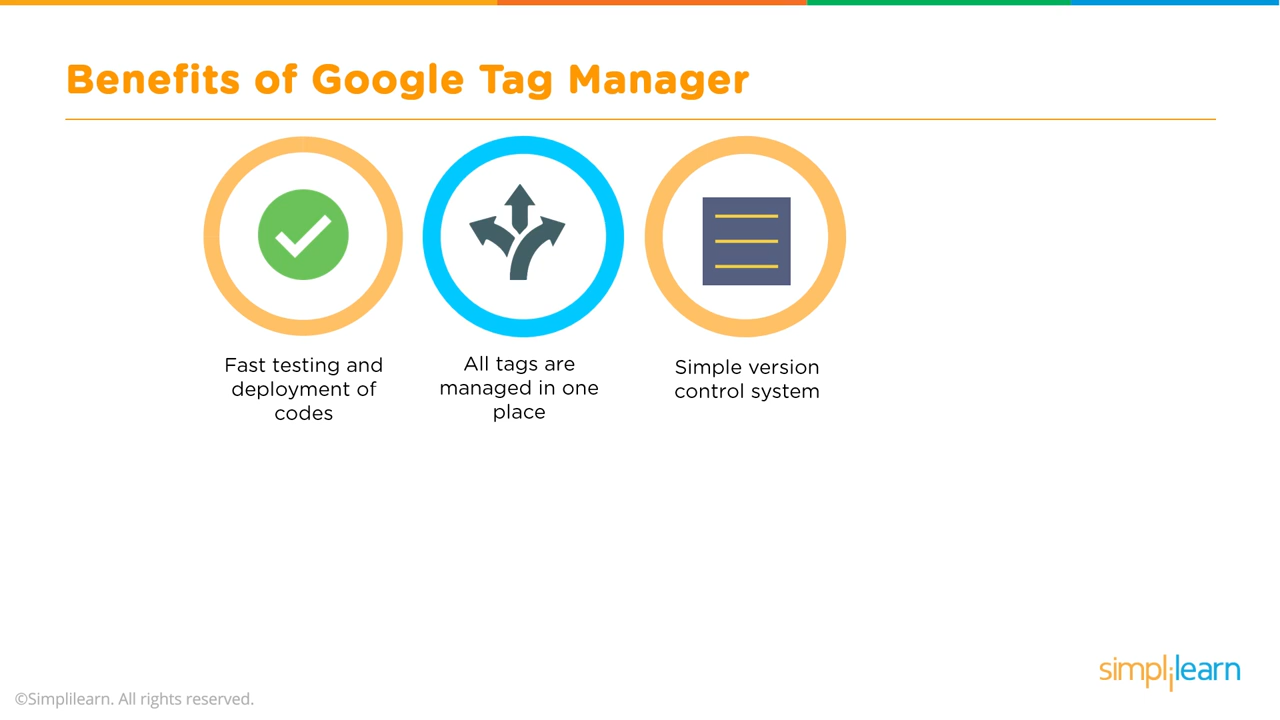 Benefits of Google Tag Manager
Fast testing and
deployment of
codes
All tags are
managed in one
place
Simple version
control system
simplilearn
©Simplilearn. All rights reserved.